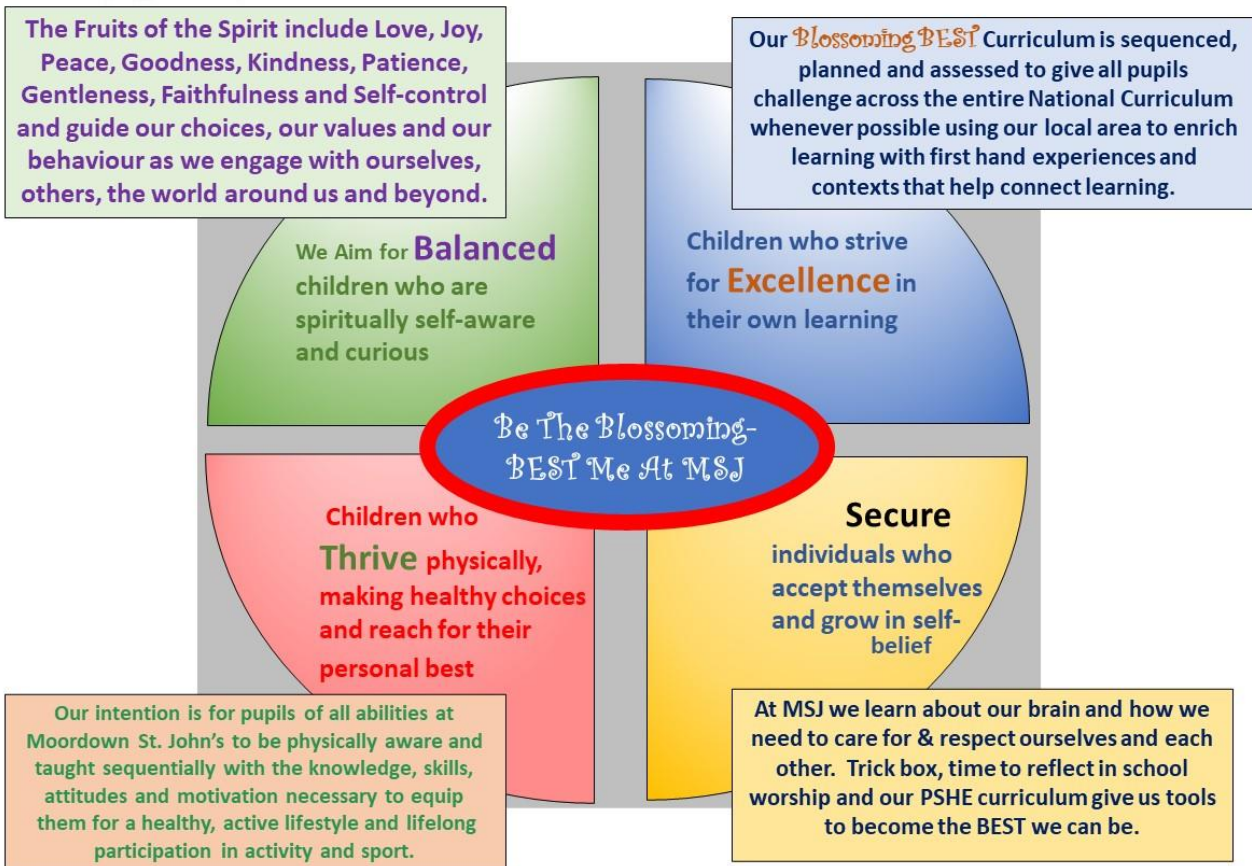 The Fruits of the Spirit include Love, Joy,
Peace, Goodness, Kindness, Patience,
Gentleness, Faithfulness and Self-control
and guide our choices, our values and our
behaviour as we engage with ourselves,
others, the world around us and beyond.
Our Blossoming BEST Curriculum is sequenced,
planned and assessed to give all pupils
challenge across the entire National Curriculum
whenever possible using our local area to enrich
learning with first hand experiences and
contexts that help connect learning.
We Aim for Balanced
children who are
spiritually self-aware
and curious
Children who strive
for Excellence in
their own learning
Be The Blossoming-
BEST Me At MSJ
Children who
Thrive physically,
making healthy choices
and reach for their
personal best
Secure
individuals who
accept themselves
and grow in self-
belief
Our intention is for pupils of all abilities at
Moordown St. John's to be physically aware and
taught sequentially with the knowledge, skills,
attitudes and motivation necessary to equip
them for a healthy, active lifestyle and lifelong
participation in activity and sport.
At MSJ we learn about our brain and how we
need to care for & respect ourselves and each
other. Trick box, time to reflect in school
worship and our PSHE curriculum give us tools
to become the BEST we can be.